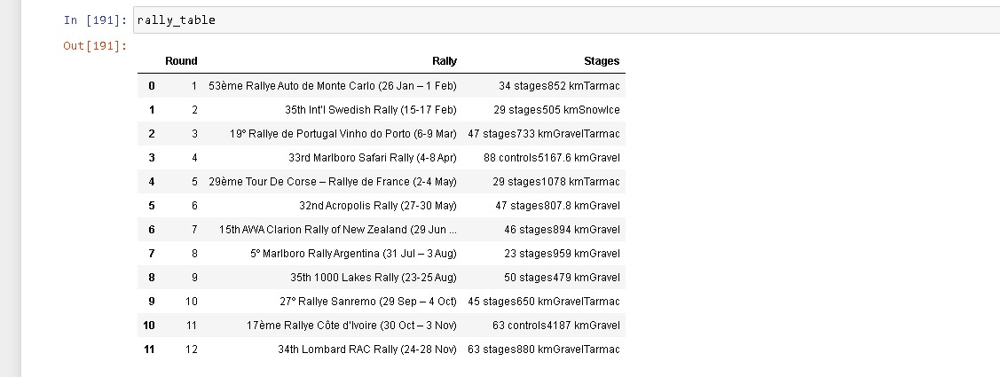 In [191]: rally_table
Out[191]:
Round Rally Stages
0 1 53ème Rallye Auto de Monte Carlo (26 Jan – 1 Feb) 34 stages852 kmTarmac
1 2 35th Int'l Swedish Rally (15-17 Feb) 29 stages505 kmSnowIce
2 3 19º Rallye de Portugal Vinho do Porto (6-9 Mar) 47 stages733 kmGravelTarmac
3 4 33rd Marlboro Safari Rally (4-8 Apr) 88 controls5167.6 kmGravel
4 5 29ème Tour De Corse – Rallye de France (2-4 May) 29 stages1078 kmTarmac
5 6 32nd Acropolis Rally (27-30 May) 47 stages807.8 kmGravel
6 7 15th AWA Clarion Rally of New Zealand (29 Jun ... 46 stages894 kmGravel
7 8 5º Marlboro Rally Argentina (31 Jul – 3 Aug) 23 stages959 kmGravel
8 9 35th 1000 Lakes Rally (23-25 Aug) 50 stages479 kmGravel
9 10 27º Rallye Sanremo (29 Sep – 4 Oct) 45 stages650 kmGravelTarmac
10 11 17ème Rallye Côte d'Ivoire (30 Oct – 3 Nov) 63 controls4187 kmGravel
11 12 34th Lombard RAC Rally (24-28 Nov) 63 stages880 kmGravelTarmac